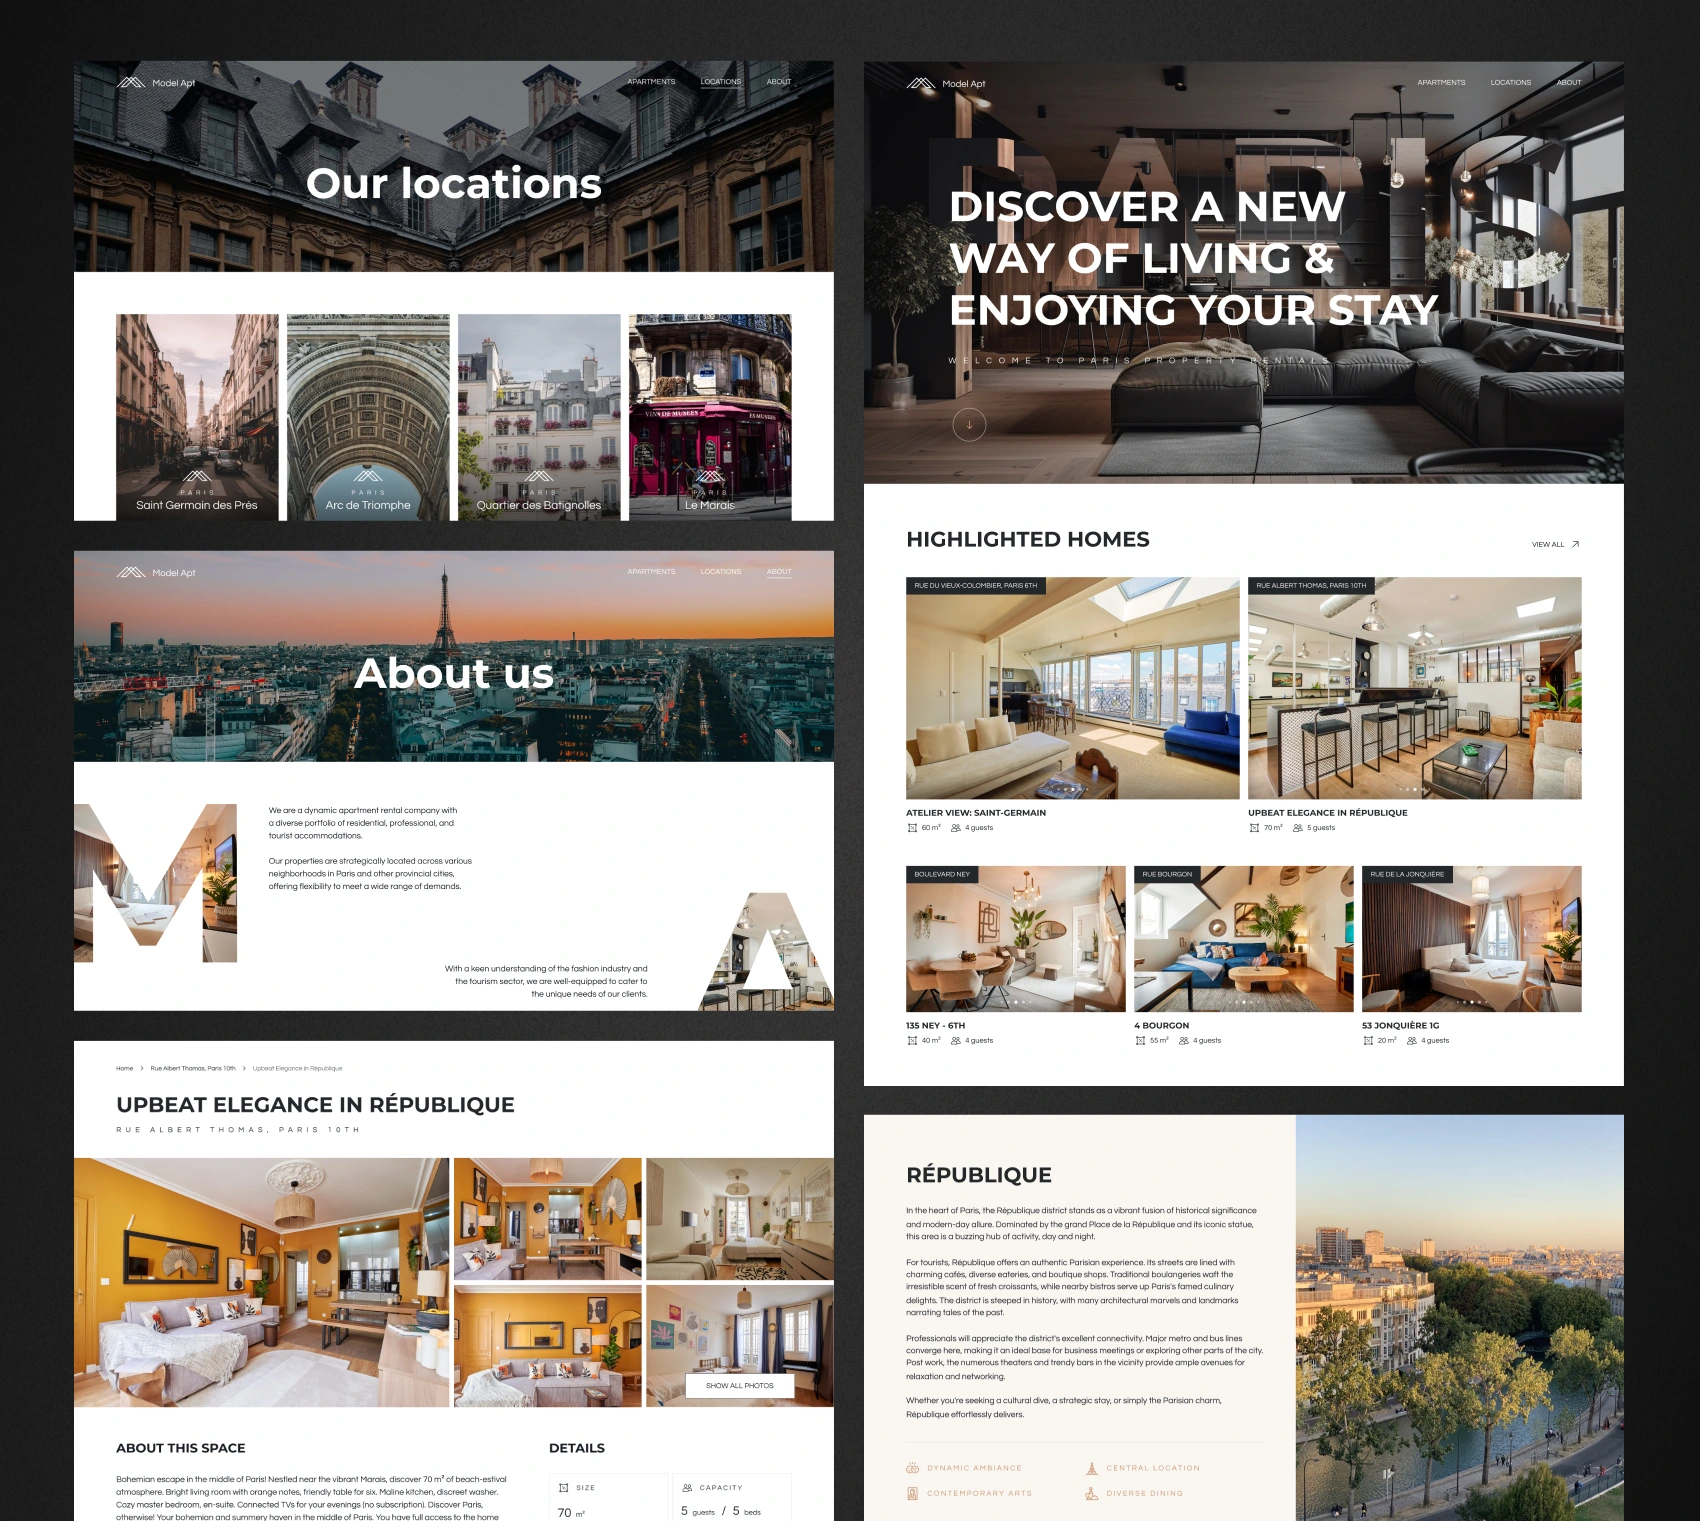 Model Apt
APARTMENTS LOCATIONS ABOUT
Our locations
PARIS
Saint Germain des Prés
PARIS
Arc de Triomphe
PARIS
Quartier des Batignolles
VINS DE MUSEES
ES MUSEES
PARIS
Le Marais
Model Apt
APARTMENTS LOCATIONS ABOUT
About us
We are a dynamic apartment rental company with
a diverse portfolio of residential, professional, and
tourist accommodations.
Our properties are strategically located across various
neighborhoods in Paris and other provincial cities,
offering flexibility to meet a wide range of demands.
With a keen understanding of the fashion industry and
the tourism sector, we are well-equipped to cater to
the unique needs of our clients.
M
A
Home > Rue Albert Thomas, Paris 10th > Upbeat Elegance In République
UPBEAT ELEGANCE IN RÉPUBLIQUE
RUE ALBERT THOMAS, PARIS 10TH
SHOW ALL PHOTOS
ABOUT THIS SPACE
Bohemian escape in the middle of Paris! Nestled near the vibrant Marais, discover 70 m² of beach-estival
atmosphere. Bright living room with orange notes, friendly table for six. Maline kitchen, discreet washer.
Cozy master bedroom, en-suite. Connected TVs for your evenings (no subscription). Discover Paris,
otherwise! Your bohemian and summery haven in the middle of Paris. You have full access to the home
DETAILS
SIZE
70 m²
CAPACITY
5 guests / 5 beds
Model Apt
APARTMENTS LOCATIONS ABOUT
PARIS
DISCOVER A NEW
WAY OF LIVING &
ENJOYING YOUR STAY
WELCOME TO PARIS PROPERTY RENTALS
HIGHLIGHTED HOMES
VIEW ALL
RUE DU VIEUX-COLOMBIER, PARIS 6TH
ATELIER VIEW: SAINT-GERMAIN
60 m² 4 guests
RUE ALBERT THOMAS, PARIS 10TH
UPBEAT ELEGANCE IN RÉPUBLIQUE
70 m² 5 guests
BOULEVARD NEY
135 NEY - 6TH
40 m² 4 guests
RUE BOURGON
4 BOURGON
55 m² 4 guests
RUE DE LA JONQUIÈRE
53 JONQUIÈRE 1G
20 m² 4 guests
RÉPUBLIQUE
In the heart of Paris, the République district stands as a vibrant fusion of historical significance
and modern-day allure. Dominated by the grand Place de la République and its iconic statue,
this area is a buzzing hub of activity, day and night.
For tourists, République offers an authentic Parisian experience. Its streets are lined with
charming cafés, diverse eateries, and boutique shops. Traditional boulangeries waft the
irresistible scent of fresh croissants, while nearby bistros serve up Paris's famed culinary
delights. The district is steeped in history, with many architectural marvels and landmarks
narrating tales of the past.
Professionals will appreciate the district's excellent connectivity. Major metro and bus lines
converge here, making it an ideal base for business meetings or exploring other parts of the city.
Post work, the numerous theaters and trendy bars in the vicinity provide ample avenues for
relaxation and networking.
Whether you're seeking a cultural dive, a strategic stay, or simply the Parisian charm,
République effortlessly delivers.
DYNAMIC AMBIANCE
CENTRAL LOCATION
CONTEMPORARY ARTS
DIVERSE DINING